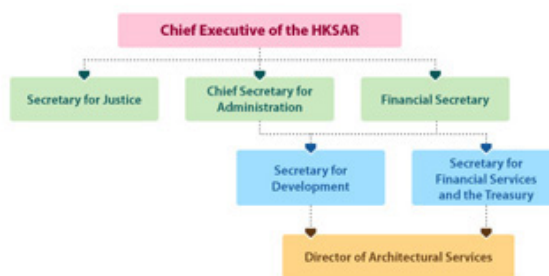 Chief Executive of the HKSAR
Secretary for Justice
Chief Secretary for
Administration
Financial Secretary
Secretary for
Development
Secretary for
Financial Services
and the Treasury
Director of Architectural Services